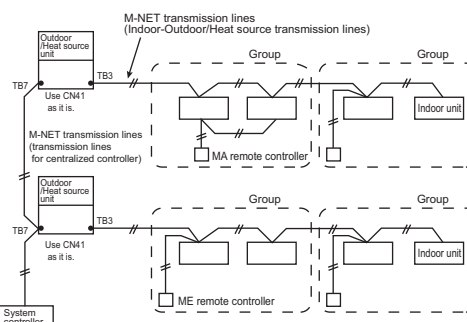 M-NET transmission lines
(Indoor-Outdoor/Heat source transmission lines)
Outdoor
/Heat source
unit
TB7
TB3
Use CN41
as it is.
Group
Group
Indoor unit
MA remote controller
M-NET transmission lines
(transmission lines
for centralized controller)
Outdoor
/Heat source
unit
TB7
TB3
Use CN41
as it is.
Group
Group
Indoor unit
ME remote controller
System
controller